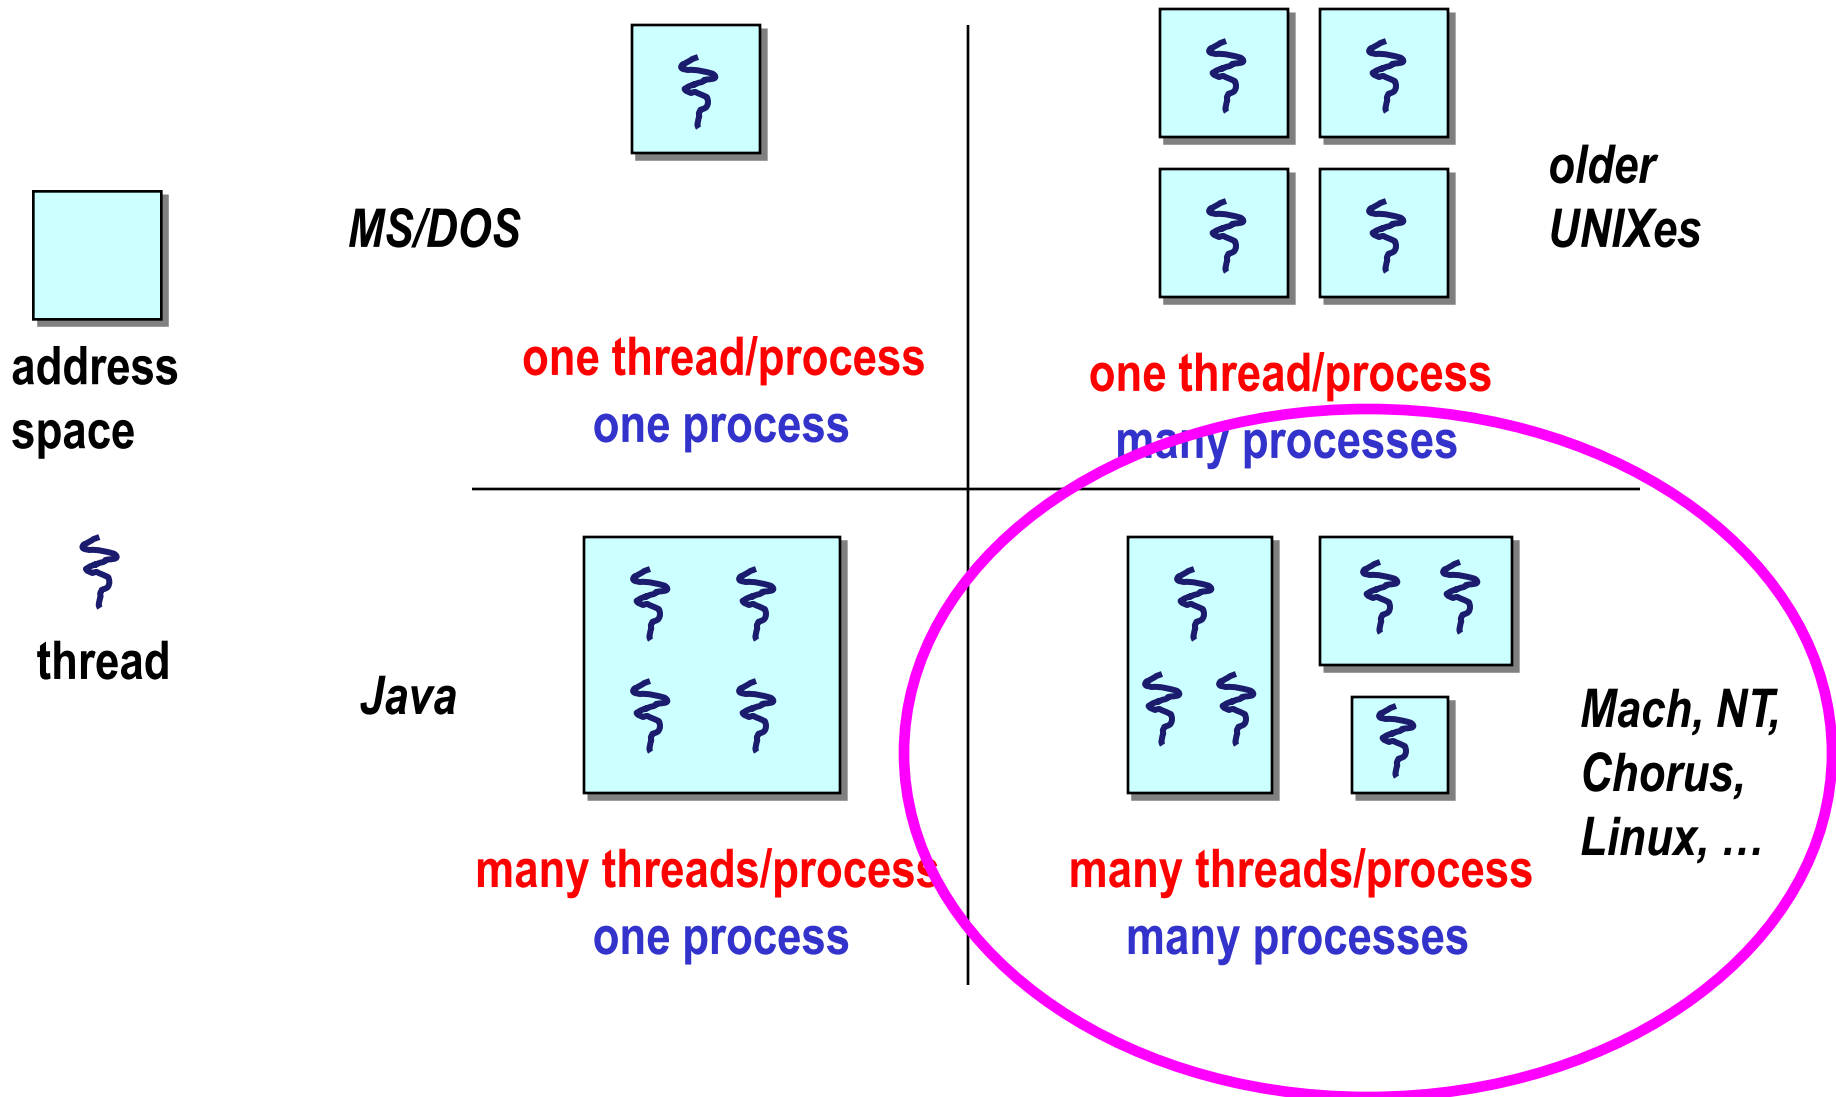 address
space
thread
MS/DOS
one thread/process
one process
older
UNIXes
one thread/process
many processes
Java
many threads/process
one process
Mach, NT,
Chorus,
Linux, …
many threads/process
many processes